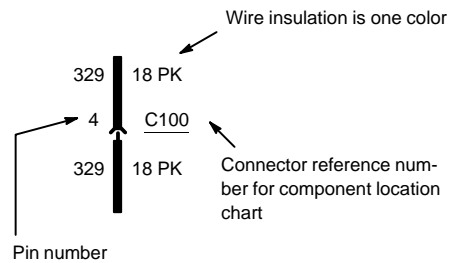 Wire insulation is one color
329 18 PK
4 C100
329 18 PK
Connector reference num-
ber for component location
chart
Pin number